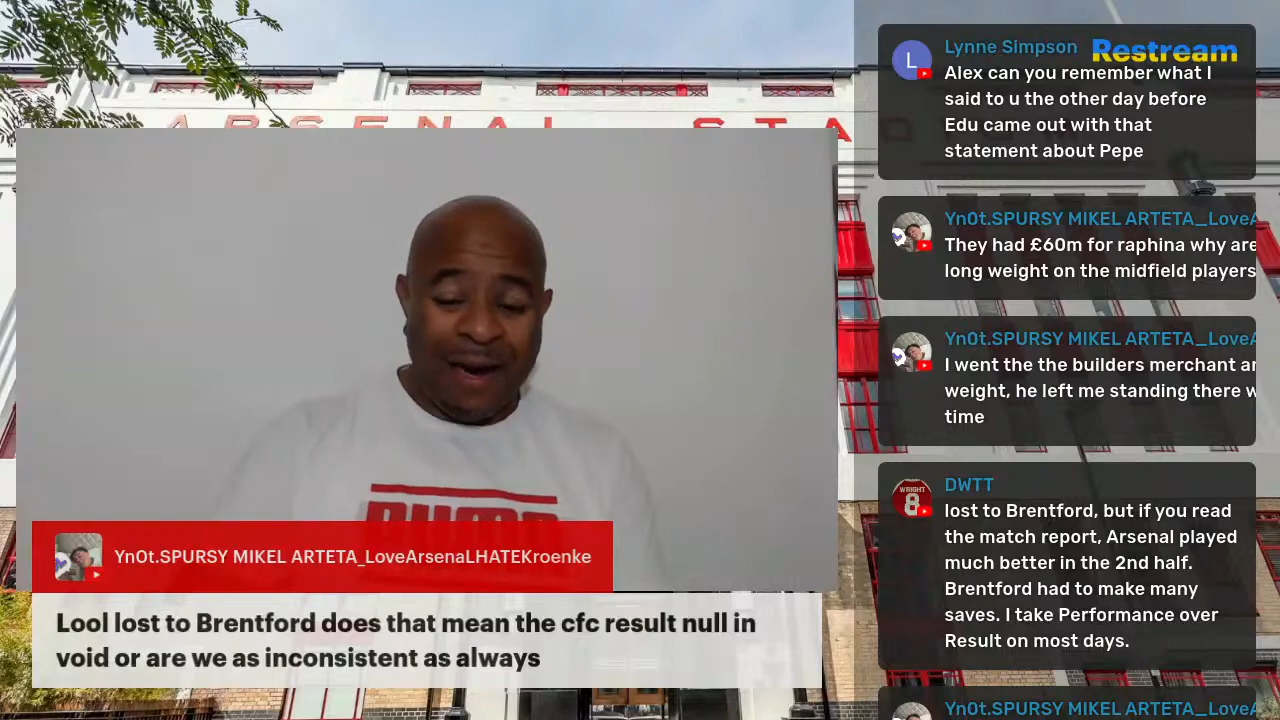 ARSENAL STA
Restream
Lynne Simpson
Alex can you remember what I
said to u the other day before
Edu came out with that
statement about Pepe
Yn0t.SPURSY MIKEL ARTETA_LoveA
They had £60m for raphina why are
long weight on the midfield players
Yn0t.SPURSY MIKEL ARTETA_LoveA
I went the the builders merchant an
weight, he left me standing there w
time
DWTT
WRIGHT
8
lost to Brentford, but if you read
the match report, Arsenal played
much better in the 2nd half.
Brentford had to make many
saves. I take Performance over
Result on most days.
Yn0t.SPURSY MIKEL ARTETA_LoveA
PUMA
Yn0t.SPURSY MIKEL ARTETA_LoveArsenaLHATEKroenke
Lool lost to Brentford does that mean the cfc result null in
void or are we as inconsistent as always